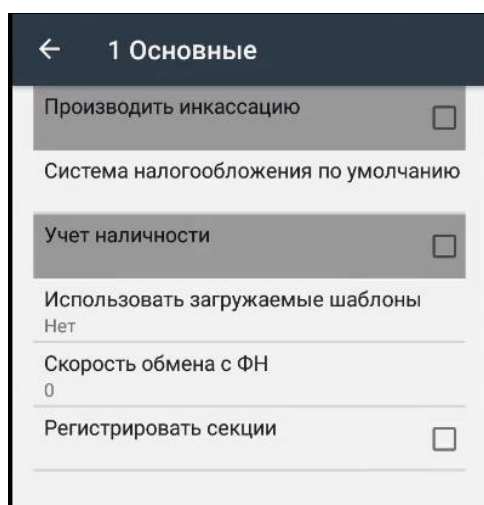 1 Основные
Производить инкассацию
Система налогообложения по умолчанию
Учет наличности
Использовать загружаемые шаблоны
Нет
Скорость обмена с ФН
0
Регистрировать секции